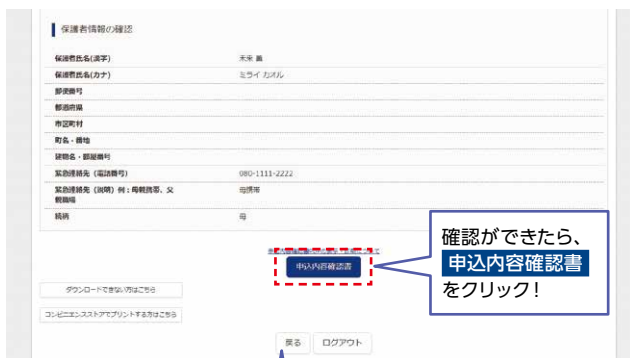 保護者情報の確認
保護者氏名(漢字) 未来 薫
保護者氏名(カナ) ミライ カオル
郵便番号
都道府県
市区町村
町名・番地
建物名・部屋番号
緊急連絡先（電話番号） 080-1111-2222
緊急連絡先（説明）例：母親携帯、父
親職場
母携帯
続柄 母
申込内容確認書
確認ができたら、
申込内容確認書
をクリック！
ダウンロードできない方はこちら
コンビニエンスストアでプリントする方はこちら
戻る ログアウト